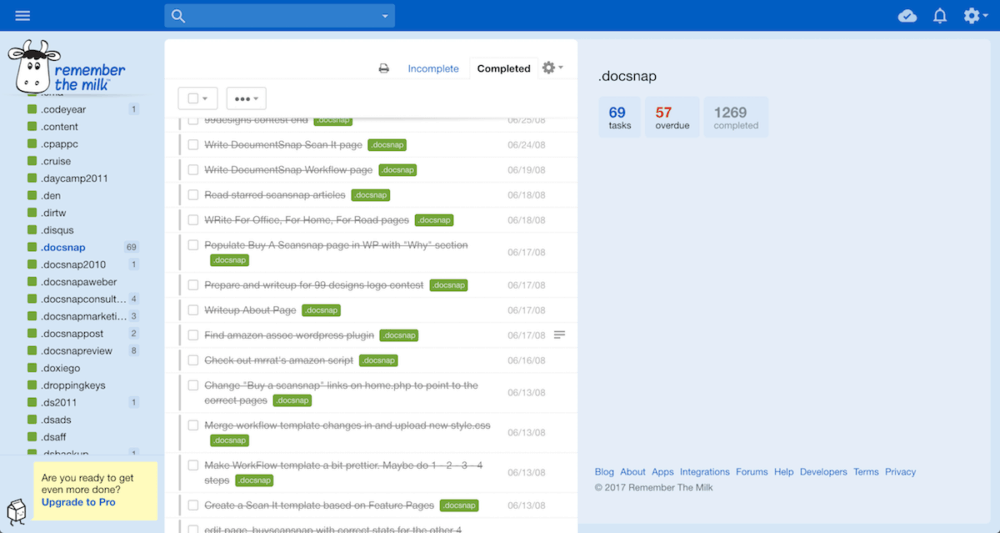 remember
the milk
.codeyear 1
.content
.cpappc
.cruise
.daycamp2011
.den
.dirtw
.disqus
.docsnap 69
.docsnap2010 1
.docsnapaweber
.docsnapconsult... 4
.docsnapmarketi... 3
.docsnappost 2
.docsnapreview 8
.doxiego
.droppingkeys
.ds2011 1
.dsads
.dsaff
.dsbackup 1
Are you ready to get
even more done?
Upgrade to Pro
Incomplete
Completed
99designs contest end .docsnap 06/25/08
Write DocumentSnap Scan It page .docsnap 06/24/08
Write DocumentSnap Workflow page .docsnap 06/19/08
Read starred scansnap articles .docsnap 06/18/08
WRite For Office, For Home, For Road pages .docsnap 06/18/08
Populate Buy A Scansnap page in WP with "Why" section
.docsnap 06/17/08
Prepare and writeup for 99 designs logo contest .docsnap 06/17/08
Writeup About Page .docsnap 06/17/08
Find amazon assoc wordpress plugin .docsnap 06/17/08
Check out mrrat's amazon script .docsnap 06/16/08
Change "Buy a scansnap" links on home.php to point to the
correct pages .docsnap 06/13/08
Merge workflow template changes in and upload new style.css
.docsnap 06/13/08
Make WorkFlow template a bit prettier. Maybe do 1 - 2 - 3 - 4
steps .docsnap 06/13/08
Create a Scan It template based on Feature Pages .docsnap 06/13/08
edit page_buyscansnap with correct stats for the other 4
.docsnap
69 tasks
57 overdue
1269 completed
Blog About Apps Integrations Forums Help Developers Terms Privacy
© 2017 Remember The Milk